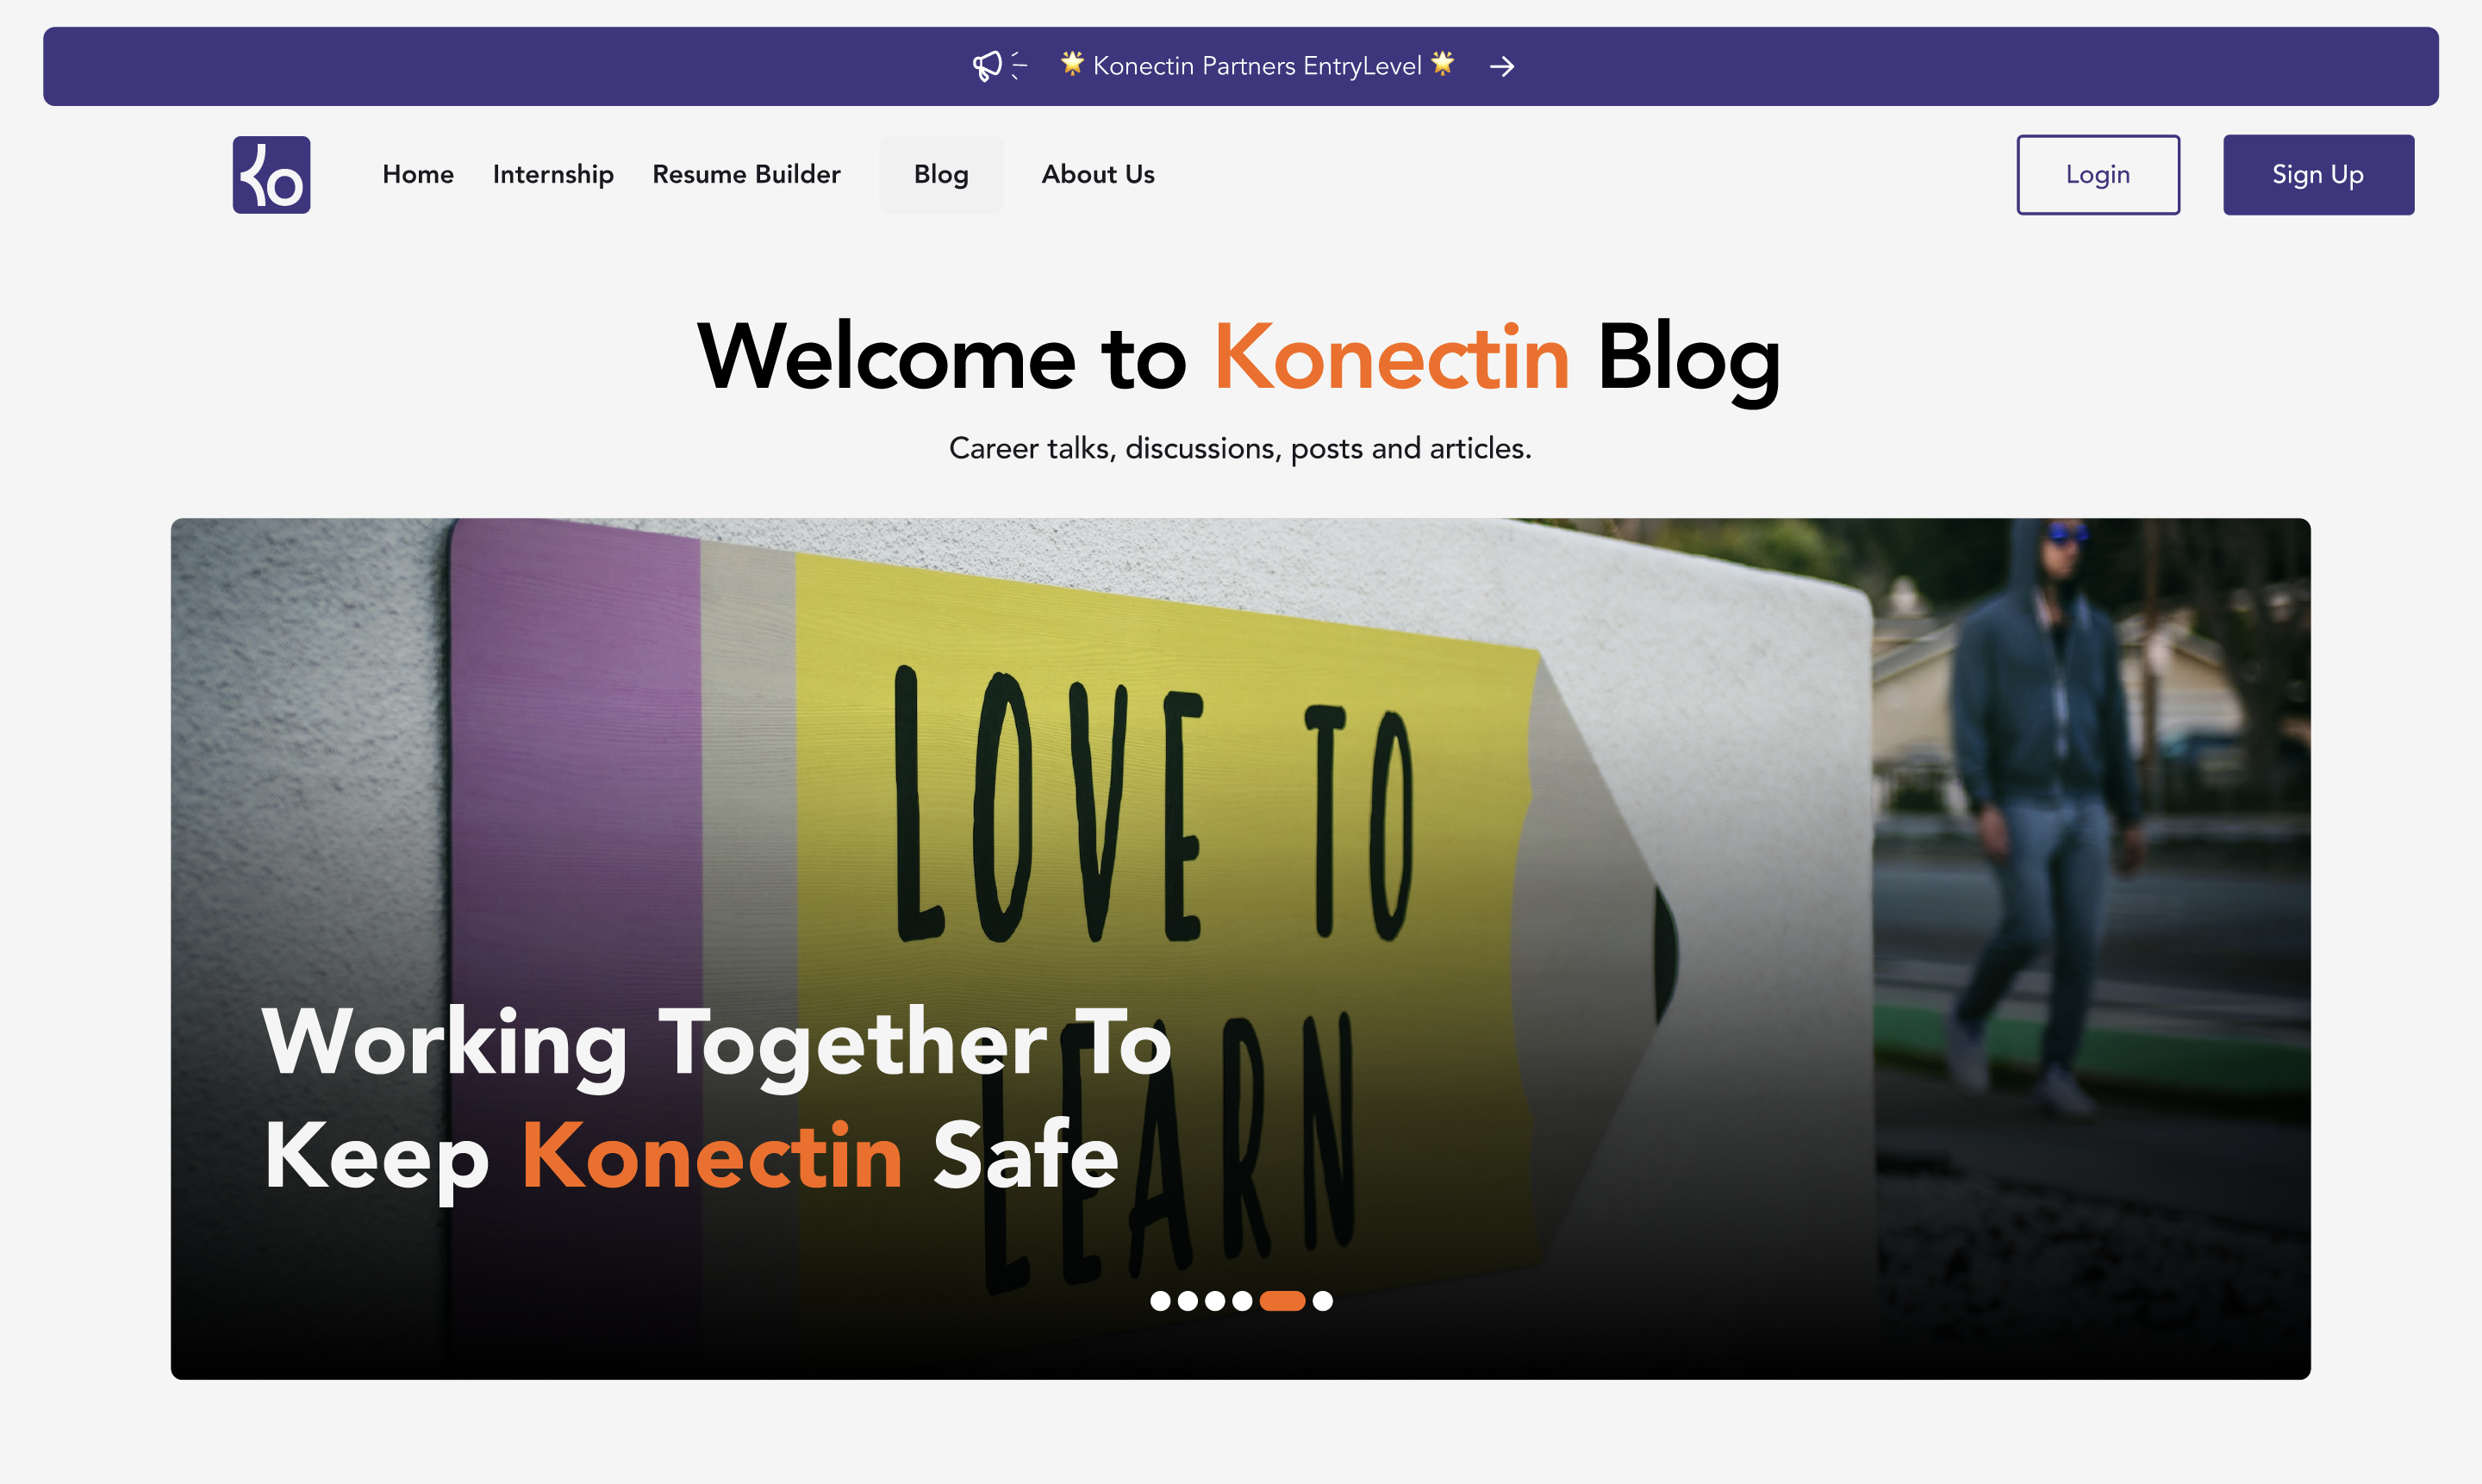 🌟 Konectin Partners EntryLevel 🌟 →
Ko
Home Internship Resume Builder Blog About Us Login Sign Up
Welcome to Konectin Blog
Career talks, discussions, posts and articles.
LOVE TO
LEARN
Working Together To
Keep Konectin Safe